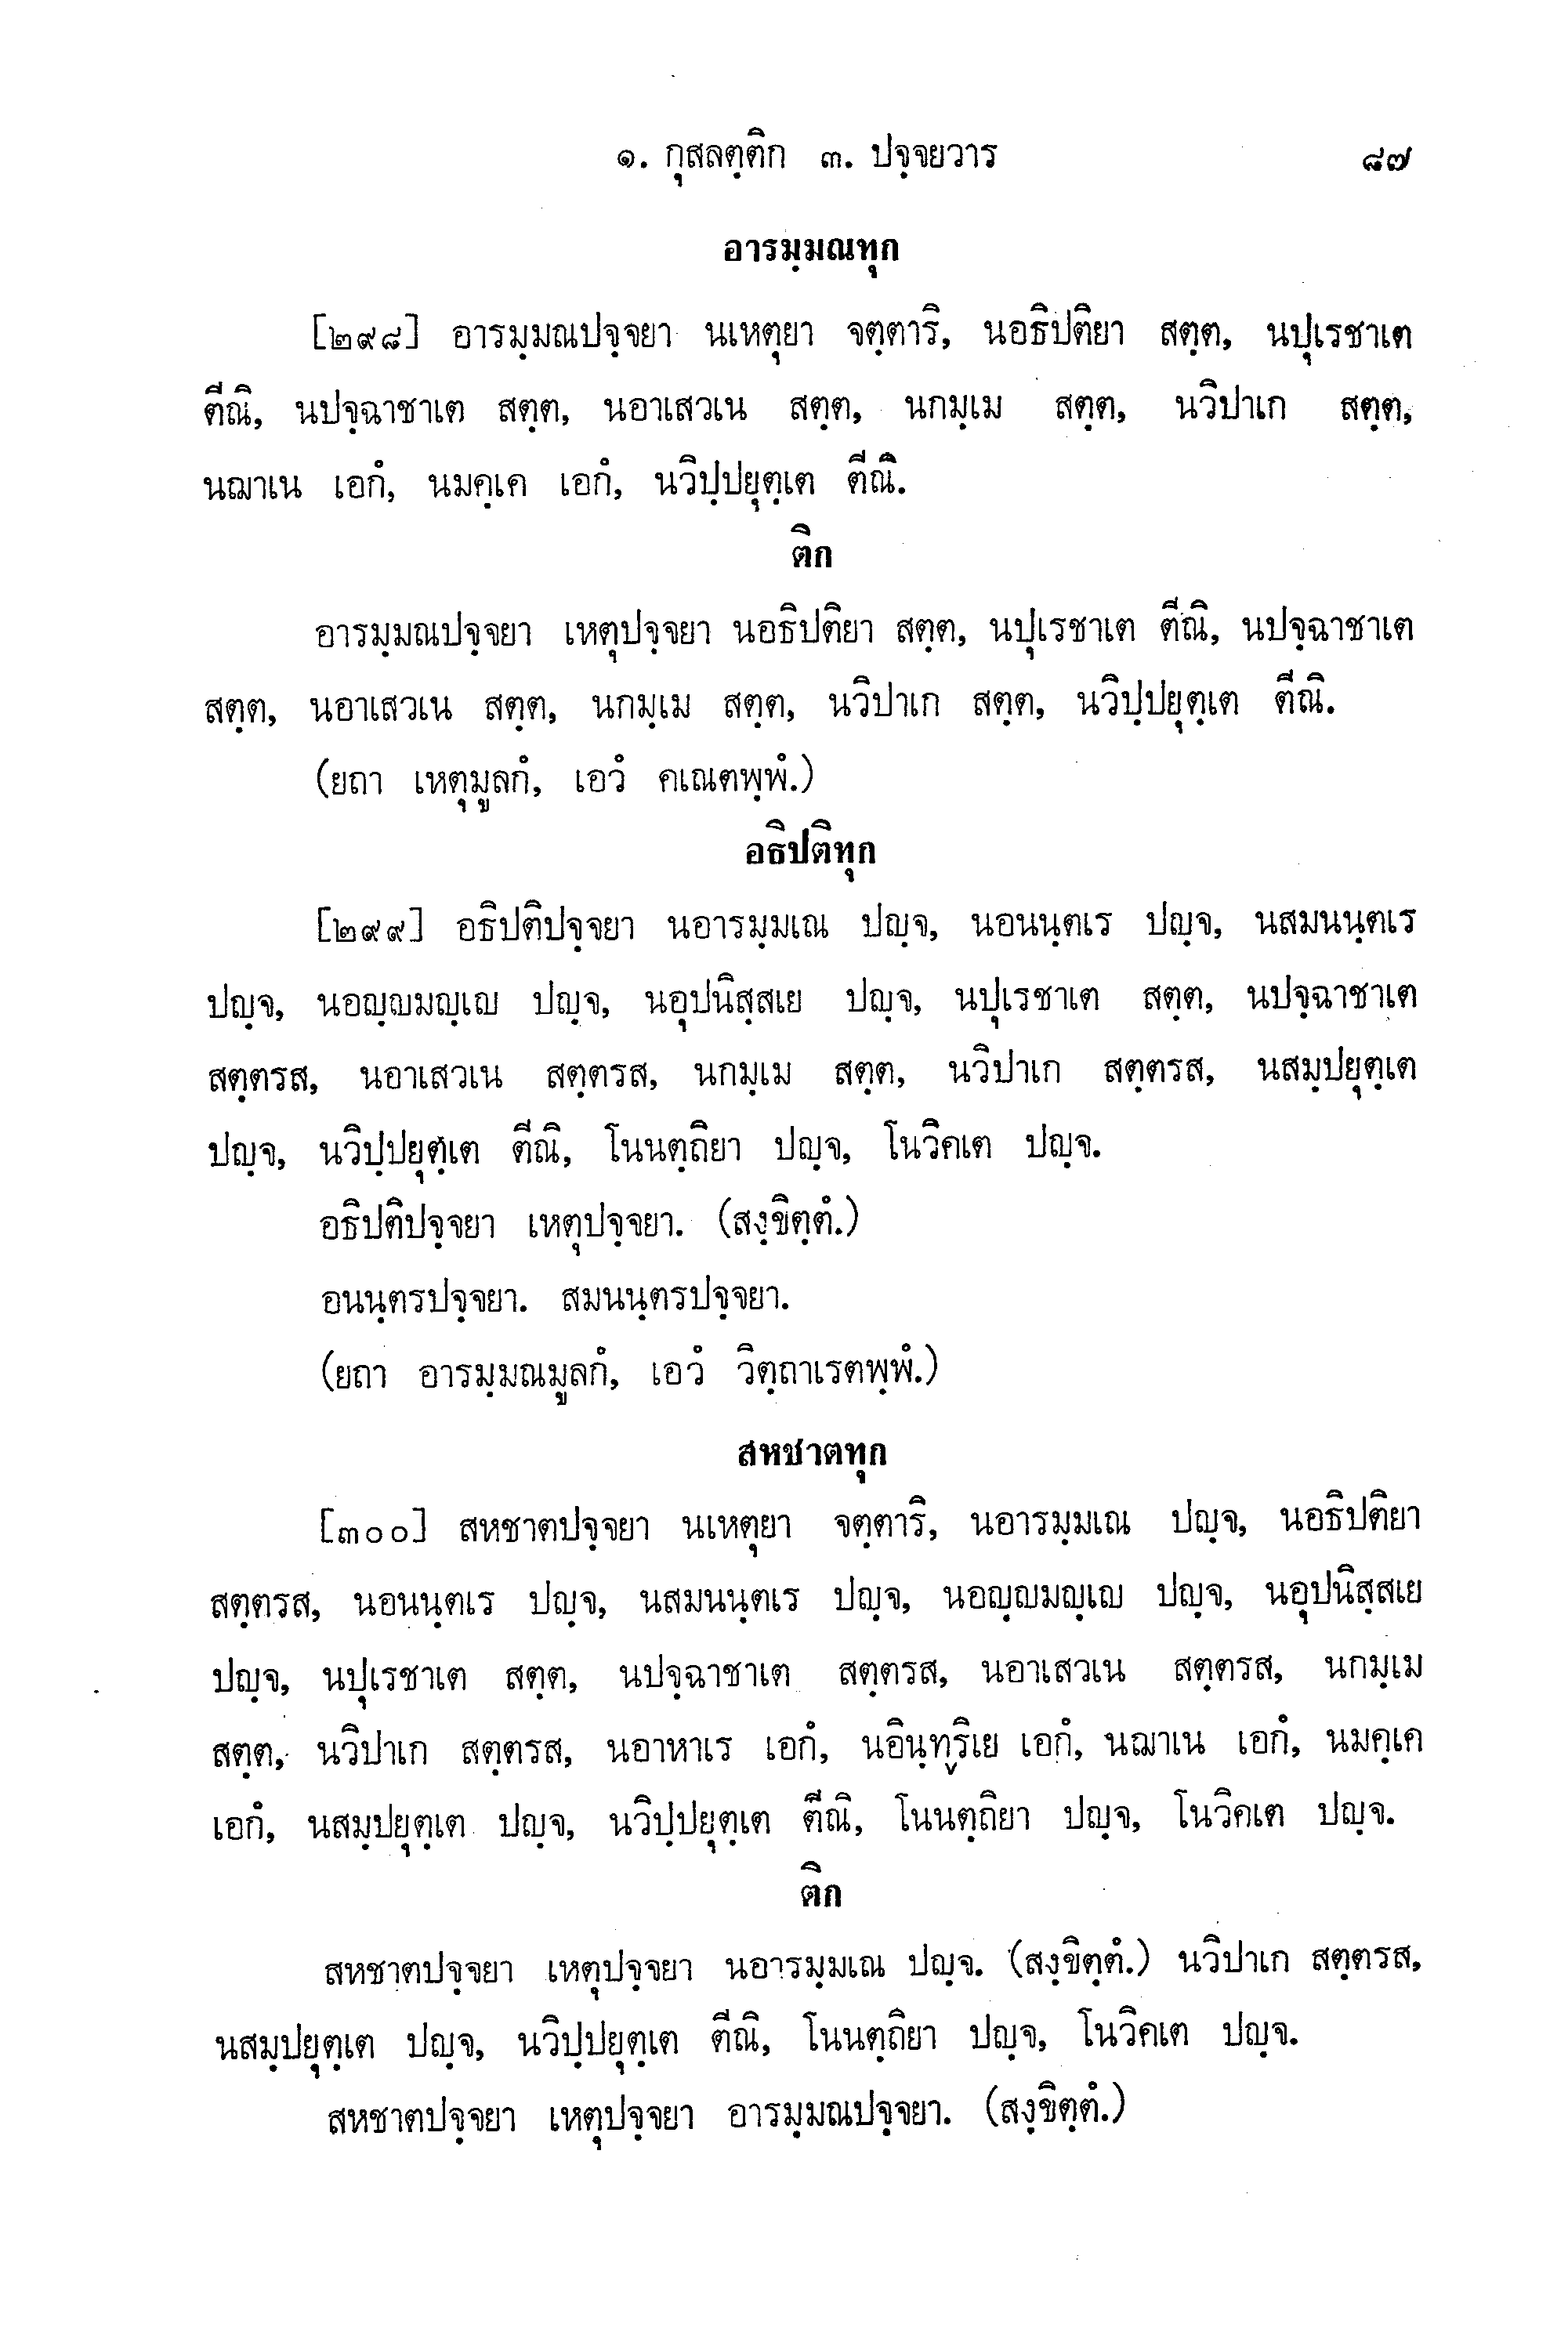 ๑. กุสลตฺติก ๓. ปจฺจยวาร ๘๗
อารมฺมณทุก
[๒๙๘] อารมฺมณปจฺจยา นเหตุยา จตฺตาริ, นอธิปติยา สตฺต, นปุเรชาเต
ตีณิ, นปจฺฉาชาเต สตฺต, นอาเสวเน สตฺต, นกมฺเม สตฺต, นวิปาเก สตฺต,
นฌาเน เอกํ, นมคฺเค เอกํ, นวิปฺปยุตฺเต ตีณิ.
ติก
อารมฺมณปจฺจยา เหตุปจฺจยา นอธิปติยา สตฺต, นปุเรชาเต ตีณิ, นปจฺฉาชาเต
สตฺต, นอาเสวเน สตฺต, นกมฺเม สตฺต, นวิปาเก สตฺต, นวิปฺปยุตฺเต ตีณิ.
(ยถา เหตุมูลกํ, เอวํ คเณตพฺพํ.)
อธิปติทุก
[๒๙๙] อธิปติปจฺจยา นอารมฺมเณ ปญฺจ, นอนนฺตเร ปญฺจ, นสมนนฺตเร
ปญฺจ, นอญฺญมญฺเญ ปญฺจ, นอุปนิสฺสเย ปญฺจ, นปุเรชาเต สตฺต, นปจฺฉาชาเต
สตฺตรส, นอาเสวเน สตฺตรส, นกมฺเม สตฺต, นวิปาเก สตฺตรส, นสมฺปยุตฺเต
ปญฺจ, นวิปฺปยุตฺเต ตีณิ, โนนตฺถิยา ปญฺจ, โนวิคเต ปญฺจ.
อธิปติปจฺจยา เหตุปจฺจยา. (สงฺขิตฺตํ.)
อนนฺตรปจฺจยา. สมนนฺตรปจฺจยา.
(ยถา อารมฺมณมูลกํ, เอวํ วิตฺถาเรตพฺพํ.)
สหชาตทุก
[๓๐๐] สหชาตปจฺจยา นเหตุยา จตฺตาริ, นอารมฺมเณ ปญฺจ, นอธิปติยา
สตฺตรส, นอนนฺตเร ปญฺจ, นสมนนฺตเร ปญฺจ, นอญฺญมญฺเญ ปญฺจ, นอุปนิสฺสเย
ปญฺจ, นปุเรชาเต สตฺต, นปจฺฉาชาเต สตฺตรส, นอาเสวเน สตฺตรส, นกมฺเม
สตฺต, นวิปาเก สตฺตรส, นอาหาเร เอกํ, นอินฺทฺริเย เอกํ, นฌาเน เอกํ, นมคฺเค
เอกํ, นสมฺปยุตฺเต ปญฺจ, นวิปฺปยุตฺเต ตีณิ, โนนตฺถิยา ปญฺจ, โนวิคเต ปญฺจ.
ติก
สหชาตปจฺจยา เหตุปจฺจยา นอารมฺมเณ ปญฺจ. (สงฺขิตฺตํ.) นวิปาเก สตฺตรส,
นสมฺปยุตฺเต ปญฺจ, นวิปฺปยุตฺเต ตีณิ, โนนตฺถิยา ปญฺจ, โนวิคเต ปญฺจ.
สหชาตปจฺจยา เหตุปจฺจยา อารมฺมณปจฺจยา. (สงฺขิตฺตํ.)